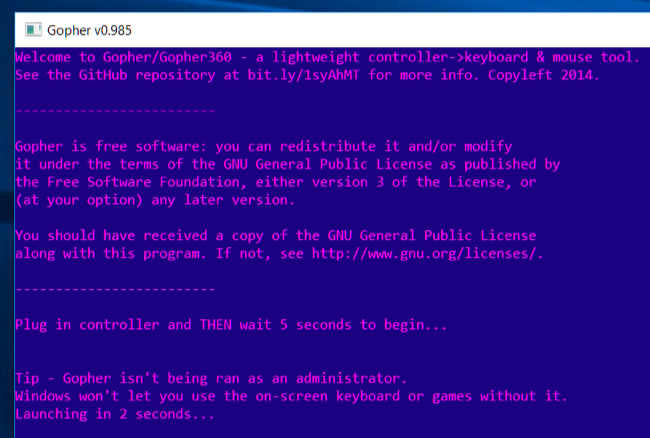 Gopher v0.985
Welcome to Gopher/Gopher360 - a lightweight controller->keyboard & mouse tool.
See the GitHub repository at bit.ly/1syAhMT for more info. Copyleft 2014.
-------------------------
Gopher is free software: you can redistribute it and/or modify
it under the terms of the GNU General Public License as published by
the Free Software Foundation, either version 3 of the License, or
(at your option) any later version.
You should have received a copy of the GNU General Public License
along with this program. If not, see http://www.gnu.org/licenses/.
-------------------------
Plug in controller and THEN wait 5 seconds to begin...
Tip - Gopher isn't being ran as an administrator.
Windows won't let you use the on-screen keyboard or games without it.
Launching in 2 seconds...